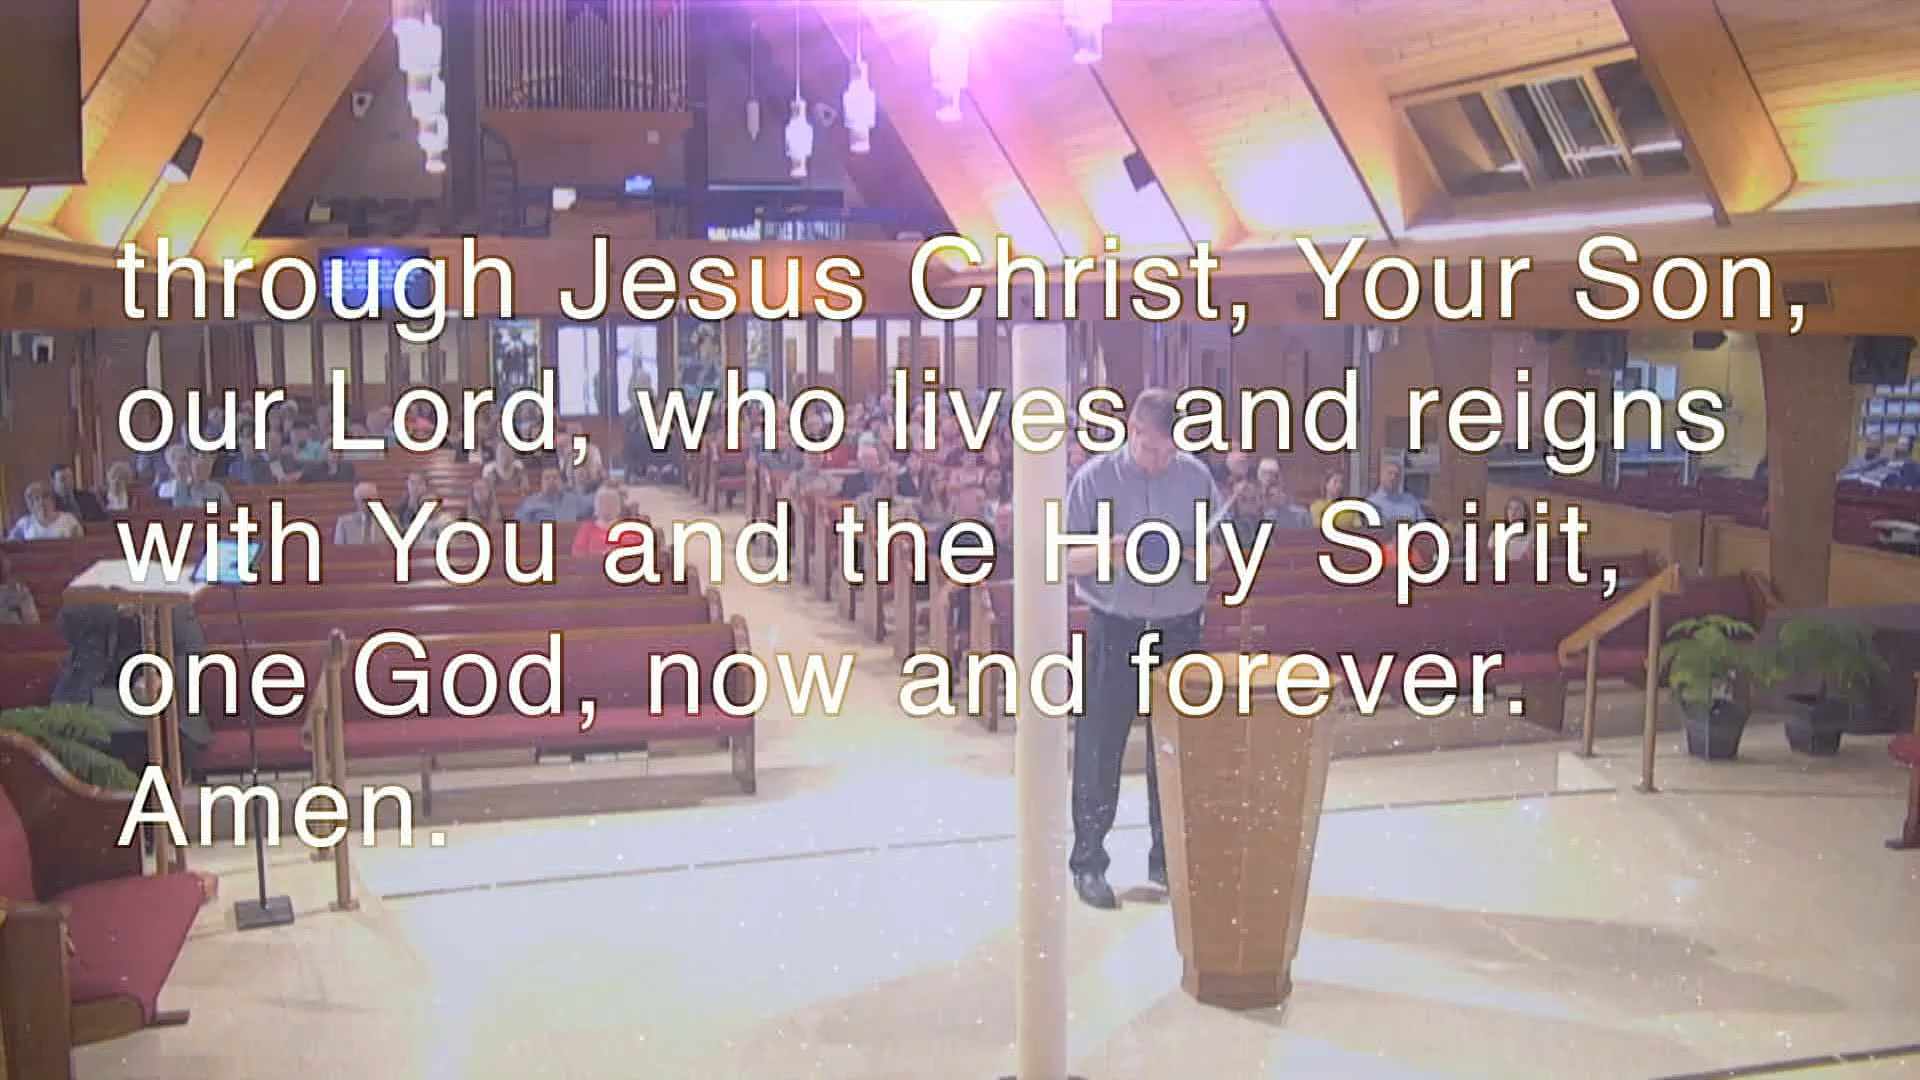 through Jesus Christ, Your Son,
our Lord, who lives and reigns
with You and the Holy Spirit,
one God, now and forever.
Amen.